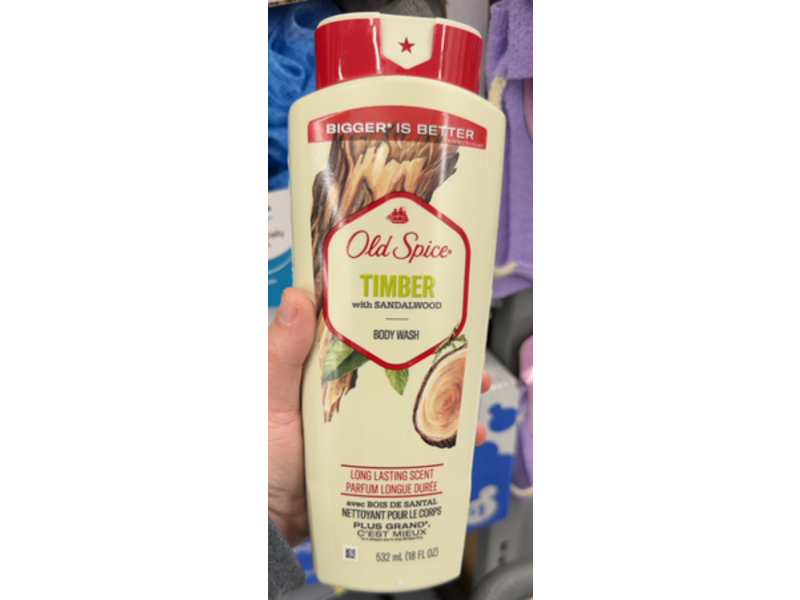 BIGGER* IS BETTER
Old Spice®
TIMBER
with SANDALWOOD
BODY WASH
LONG LASTING SCENT
PARFUM LONGUE DURÉE
avec BOIS DE SANTAL
NETTOYANT POUR LE CORPS
PLUS GRAND*,
C'EST MIEUX
532 mL (18 FL OZ)